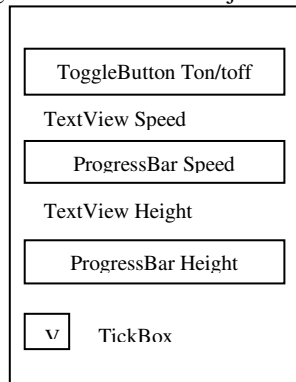 ToggleButton Ton/toff
TextView Speed
ProgressBar Speed
TextView Height
ProgressBar Height
V TickBox